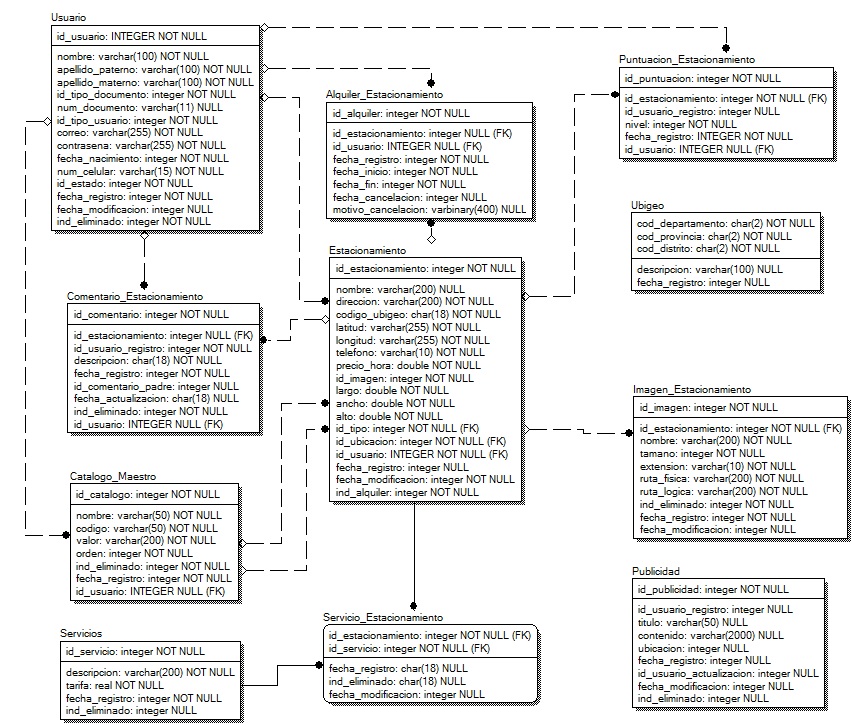 Usuario
id_usuario: INTEGER NOT NULL
nombre: varchar(100) NOT NULL
apellido_paterno: varchar(100) NOT NULL
apellido_materno: varchar(100) NOT NULL
id_tipo_documento: integer NOT NULL
num_documento: varchar(11) NOT NULL
id_tipo_usuario: integer NOT NULL
correo: varchar(255) NOT NULL
contrasena: varchar(255) NOT NULL
fecha_nacimiento: integer NOT NULL
num_celular: varchar(15) NOT NULL
id_estado: integer NOT NULL
fecha_registro: integer NOT NULL
fecha_modificacion: integer NOT NULL
ind_eliminado: integer NOT NULL
Alquiler_Estacionamiento
id_alquiler: integer NOT NULL
id_estacionamiento: integer NULL (FK)
id_usuario: INTEGER NULL (FK)
fecha_registro: integer NOT NULL
fecha_inicio: integer NOT NULL
fecha_fin: integer NOT NULL
fecha_cancelacion: integer NOT NULL
motivo_cancelacion: varbinary(400) NULL
Puntuacion_Estacionamiento
id_puntuacion: integer NOT NULL
id_estacionamiento: integer NOT NULL (FK)
id_usuario_registro: integer NOT NULL
nivel: integer NOT NULL
fecha_registro: INTEGER NOT NULL
id_usuario: INTEGER NULL (FK)
Ubigeo
cod_departamento: char(2) NOT NULL
cod_provincia: char(2) NOT NULL
cod_distrito: char(2) NOT NULL
descripcion: varchar(100) NULL
fecha_registro: integer NULL
Estacionamiento
id_estacionamiento: integer NOT NULL
nombre: varchar(200) NULL
direccion: varchar(200) NOT NULL
codigo_ubigeo: char(18) NOT NULL
latitud: varchar(255) NOT NULL
longitud: varchar(255) NOT NULL
telefono: varchar(10) NOT NULL
precio_hora: double NOT NULL
id_imagen: integer NOT NULL
largo: double NOT NULL
ancho: double NOT NULL
alto: double NOT NULL
id_tipo: integer NOT NULL (FK)
id_ubicacion: integer NOT NULL (FK)
id_usuario: INTEGER NOT NULL (FK)
fecha_registro: integer NOT NULL
fecha_modificacion: integer NOT NULL
ind_alquiler: integer NOT NULL
Comentario_Estacionamiento
id_comentario: integer NOT NULL
id_estacionamiento: integer NULL (FK)
id_usuario_registro: integer NOT NULL
descripcion: char(18) NOT NULL
fecha_registro: integer NOT NULL
id_comentario_padre: integer NULL
fecha_actualizacion: char(18) NULL
ind_eliminado: integer NOT NULL
id_usuario: INTEGER NULL (FK)
Imagen_Estacionamiento
id_imagen: integer NOT NULL
id_estacionamiento: integer NOT NULL (FK)
nombre: varchar(200) NOT NULL
tamano: integer NOT NULL
extension: varchar(10) NOT NULL
ruta_fisica: varchar(200) NOT NULL
ruta_logica: varchar(200) NOT NULL
ind_eliminado: integer NOT NULL
fecha_registro: integer NOT NULL
fecha_modificacion: integer NULL
Catalogo_Maestro
id_catalogo: integer NOT NULL
nombre: varchar(50) NOT NULL
codigo: varchar(50) NOT NULL
valor: varchar(200) NOT NULL
orden: integer NOT NULL
ind_eliminado: integer NOT NULL
fecha_registro: integer NOT NULL
id_usuario: INTEGER NULL (FK)
Publicidad
id_publicidad: integer NOT NULL
id_usuario_registro: integer NULL
titulo: varchar(50) NULL
contenido: varchar(2000) NULL
ubicacion: integer NULL
fecha_registro: integer NULL
id_usuario_actualizacion: integer NULL
fecha_modificacion: integer NULL
ind_eliminado: integer NULL
Servicio_Estacionamiento
id_estacionamiento: integer NOT NULL (FK)
id_servicio: integer NOT NULL (FK)
fecha_registro: char(18) NULL
ind_eliminado: char(18) NULL
fecha_modificacion: integer NULL
Servicios
id_servicio: integer NOT NULL
descripcion: varchar(200) NOT NULL
tarifa: real NOT NULL
fecha_registro: integer NOT NULL
ind_eliminado: integer NOT NULL